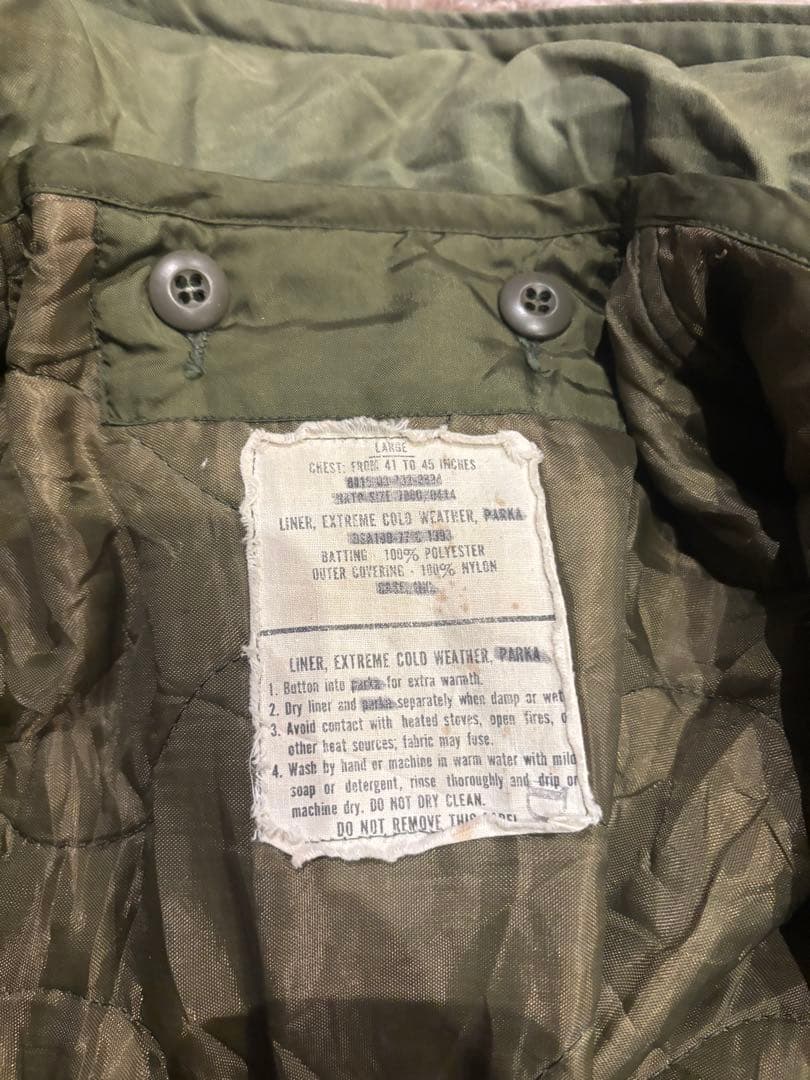 LARGE
CHEST: FROM 41 TO 45 INCHES
NATO SIZE
LINER, EXTREME COLD WEATHER, PARKA
BATTING - 100% POLYESTER
OUTER COVERING - 100% NYLON
LINER, EXTREME COLD WEATHER, PARKA
1. Button into parka for extra warmth.
2. Dry liner and parka separately when damp or wet
3. Avoid contact with heated stoves, open fires, o
other heat sources; fabric may fuse.
4. Wash by hand or machine in warm water with mild
soap or detergent, rinse thoroughly and drip or
machine dry. DO NOT DRY CLEAN.
DO NOT REMOVE THIS LABEL